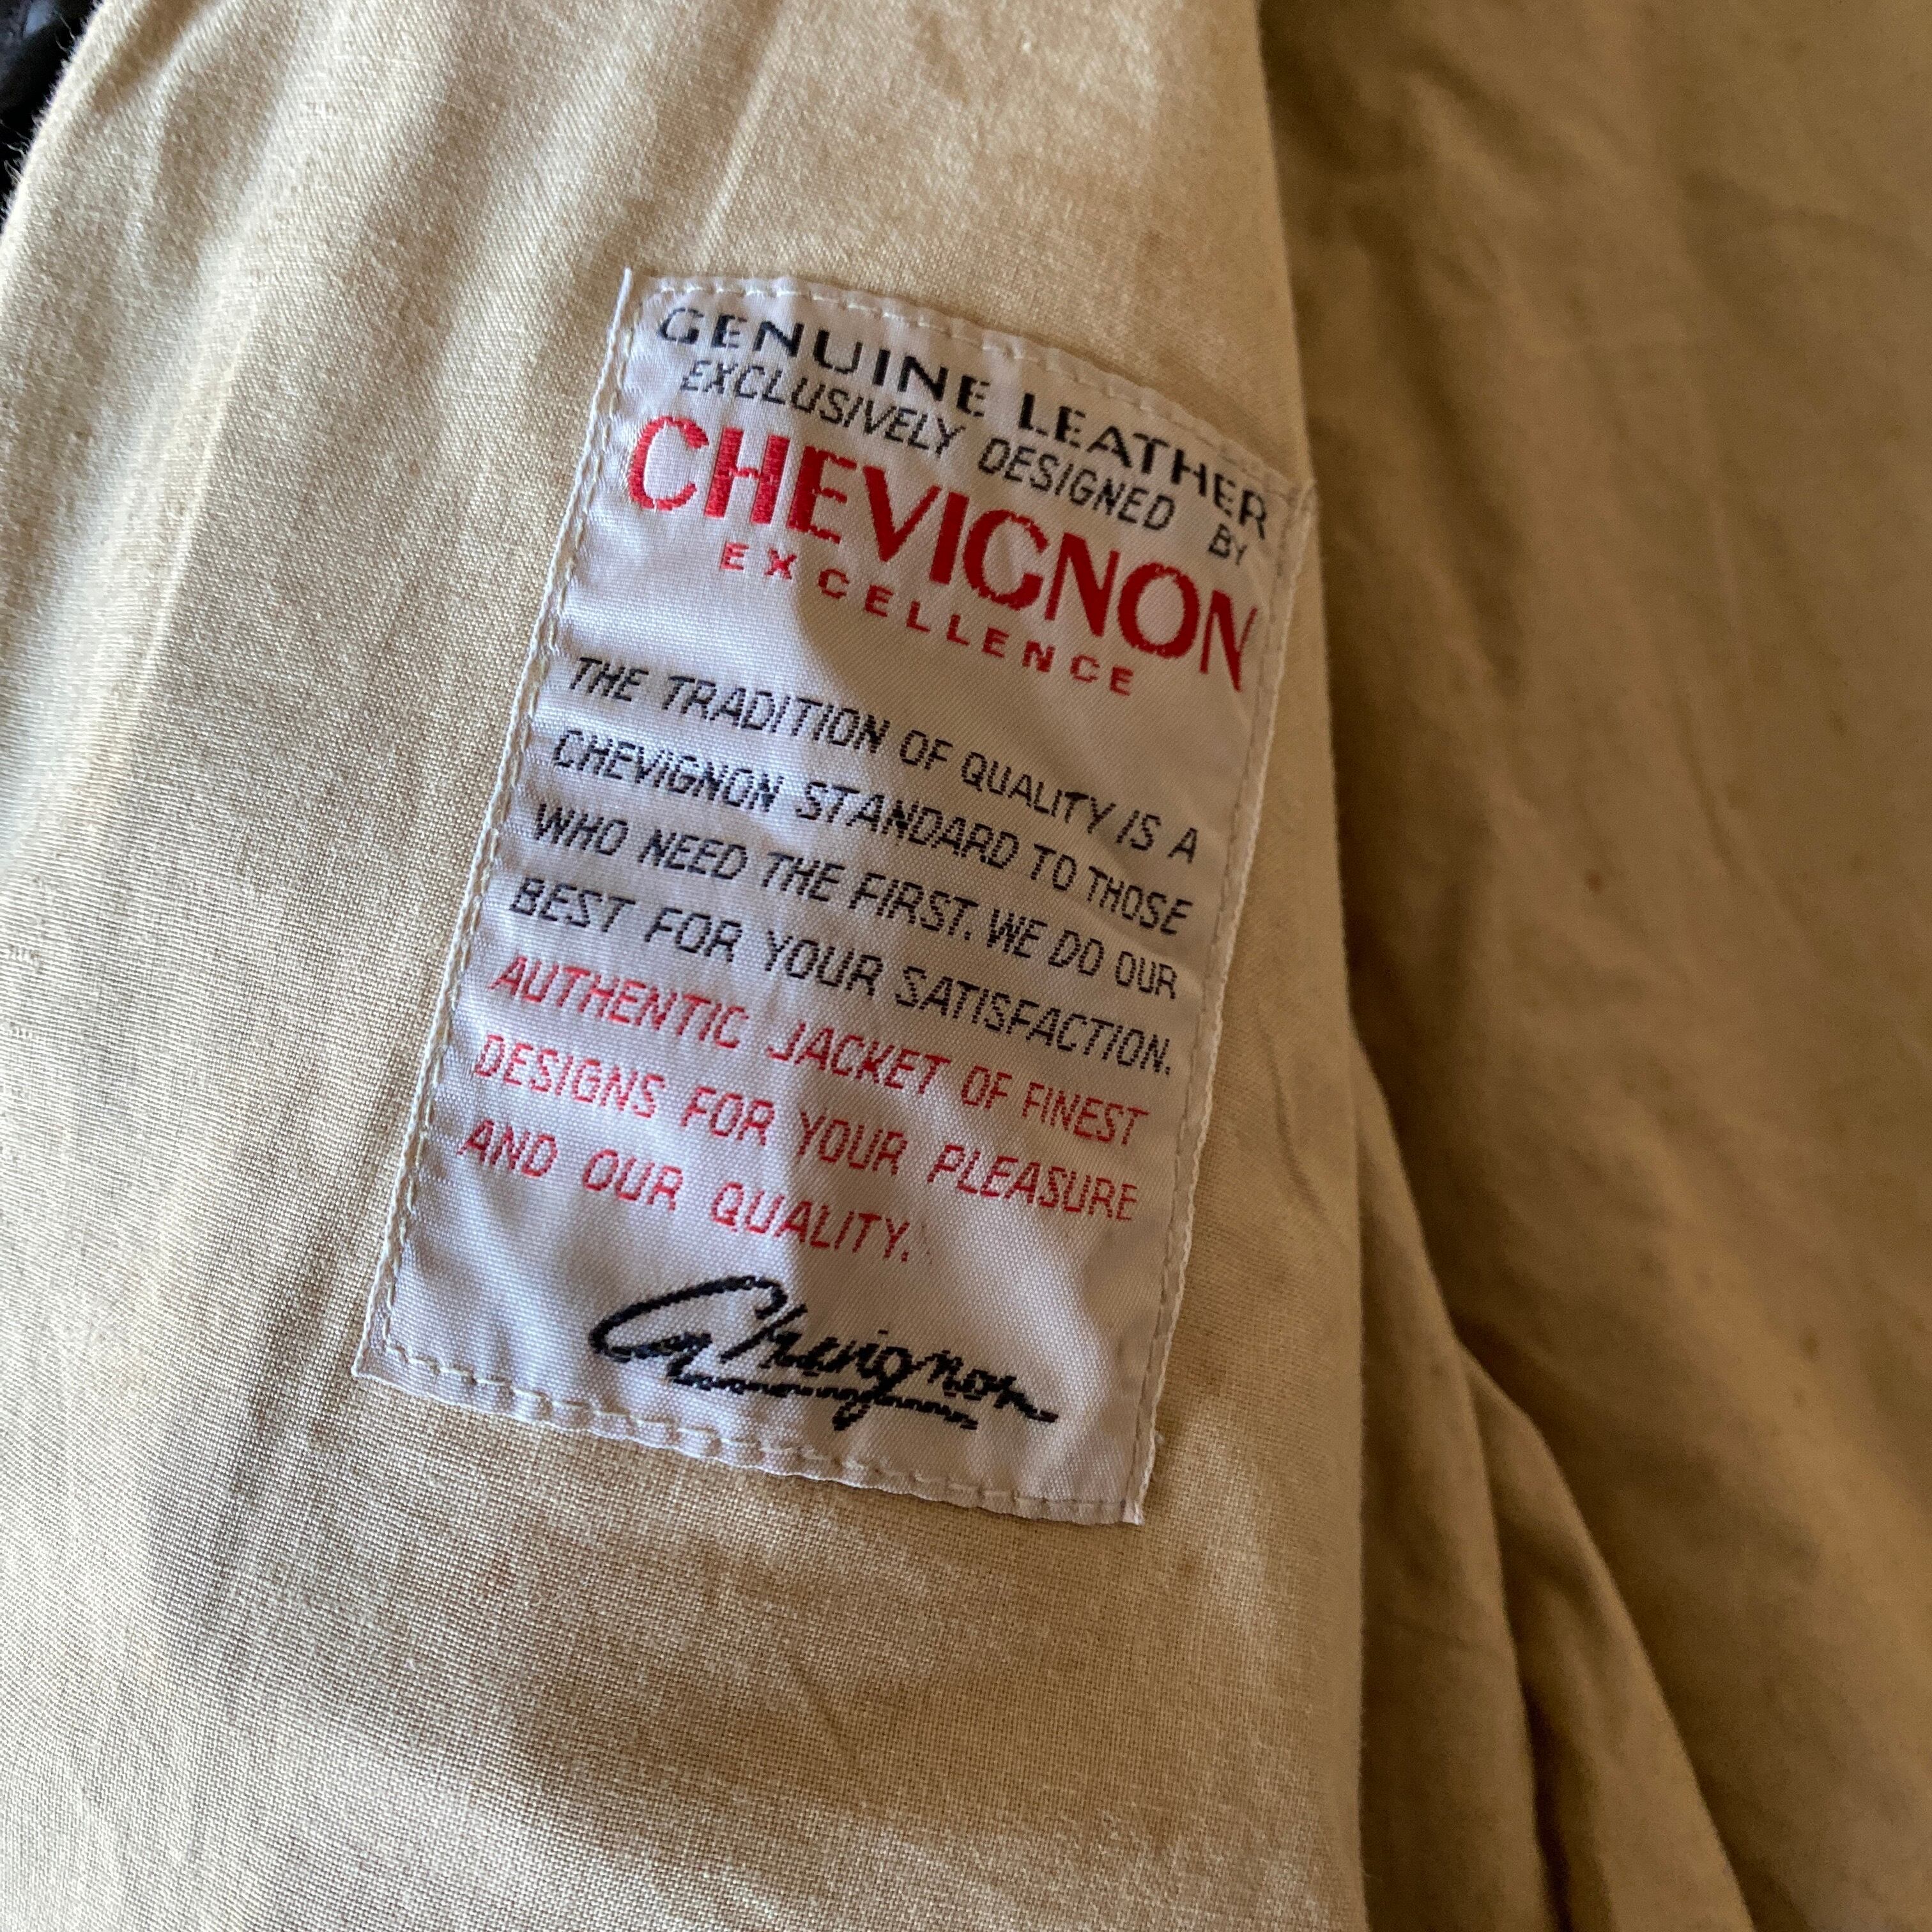 GENUINE LEATHER
EXCLUSIVELY DESIGNED BY
CHEVIGNON
EXCELLENCE
THE TRADITION OF QUALITY IS A
CHEVIGNON STANDARD TO THOSE
WHO NEED THE FIRST. WE DO OUR
BEST FOR YOUR SATISFACTION.
AUTHENTIC JACKET OF FINEST
DESIGNS FOR YOUR PLEASURE
AND OUR QUALITY.
Chevignon